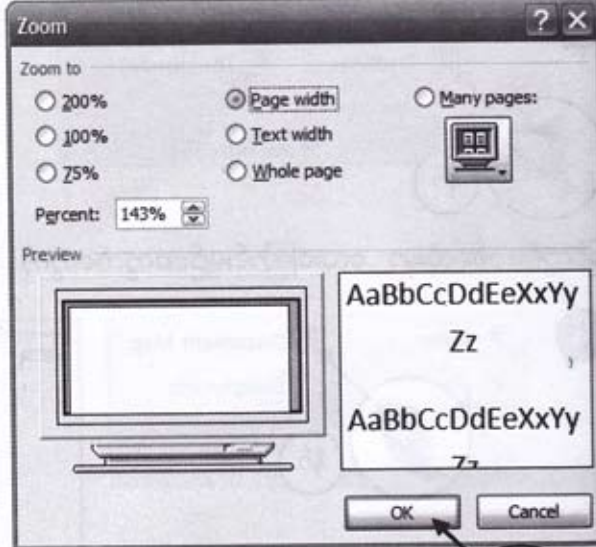 Zoom
Zoom to
200%
Page width
Many pages:
100%
Text width
75%
Whole page
Percent: 143%
Preview
AaBbCcDdEeXxYy
Zz
AaBbCcDdEeXxYy
Zz
OK
Cancel